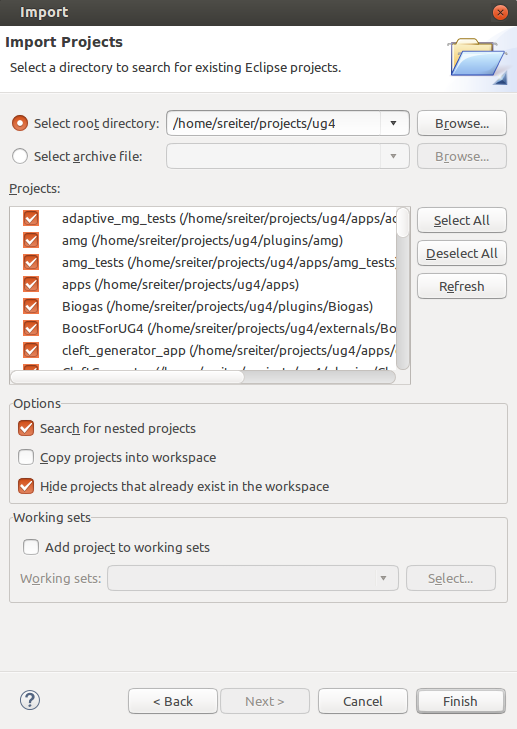 Import
Import Projects
Select a directory to search for existing Eclipse projects.
Select root directory: /home/sreiter/projects/ug4 Browse...
Select archive file: Browse...
Projects:
adaptive_mg_tests (/home/sreiter/projects/ug4/apps/ad
Select All
amg (/home/sreiter/projects/ug4/plugins/amg)
Deselect All
amg_tests (/home/sreiter/projects/ug4/apps/amg_tests)
Refresh
apps (/home/sreiter/projects/ug4/apps)
Biogas (/home/sreiter/projects/ug4/plugins/Biogas)
BoostForUG4 (/home/sreiter/projects/ug4/externals/Bo
cleft_generator_app (/home/sreiter/projects/ug4/apps/
Options
Search for nested projects
Copy projects into workspace
Hide projects that already exist in the workspace
Working sets
Add project to working sets
Working sets: Select...
? < Back Next > Cancel Finish